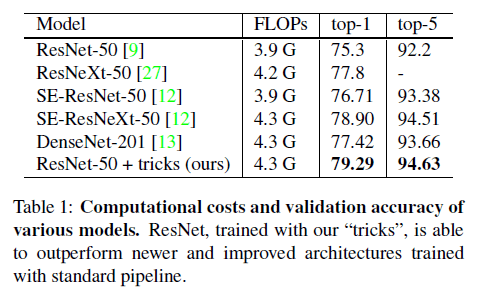 Model FLOPs top-1 top-5
ResNet-50 [9] 3.9 G 75.3 92.2
ResNeXt-50 [27] 4.2 G 77.8 -
SE-ResNet-50 [12] 3.9 G 76.71 93.38
SE-ResNeXt-50 [12] 4.3 G 78.90 94.51
DenseNet-201 [13] 4.3 G 77.42 93.66
ResNet-50 + tricks (ours) 4.3 G 79.29 94.63
Table 1: Computational costs and validation accuracy of
various models. ResNet, trained with our “tricks”, is able
to outperform newer and improved architectures trained
with standard pipeline.